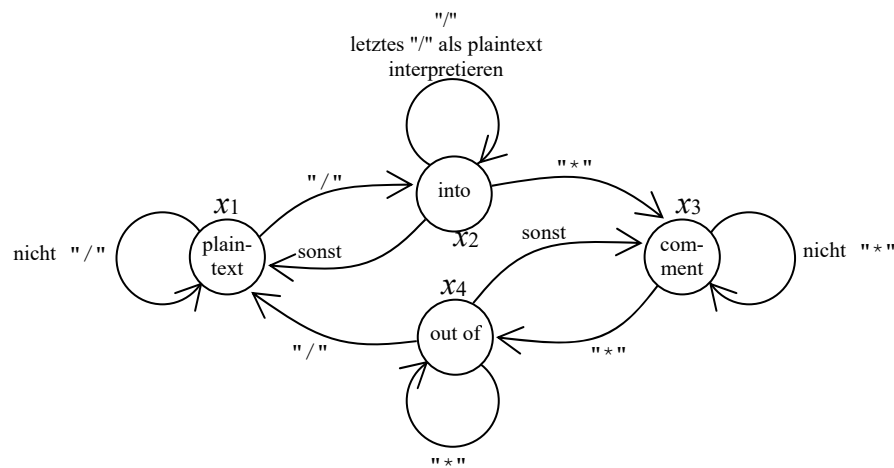 "/"
letztes "/" als plaintext
interpretieren
"/"
into
"*"
x1
x2
x3
nicht "/"
plain-
text
sonst
sonst
com-
ment
nicht "*"
x4
out of
"/"
"*"
"*"